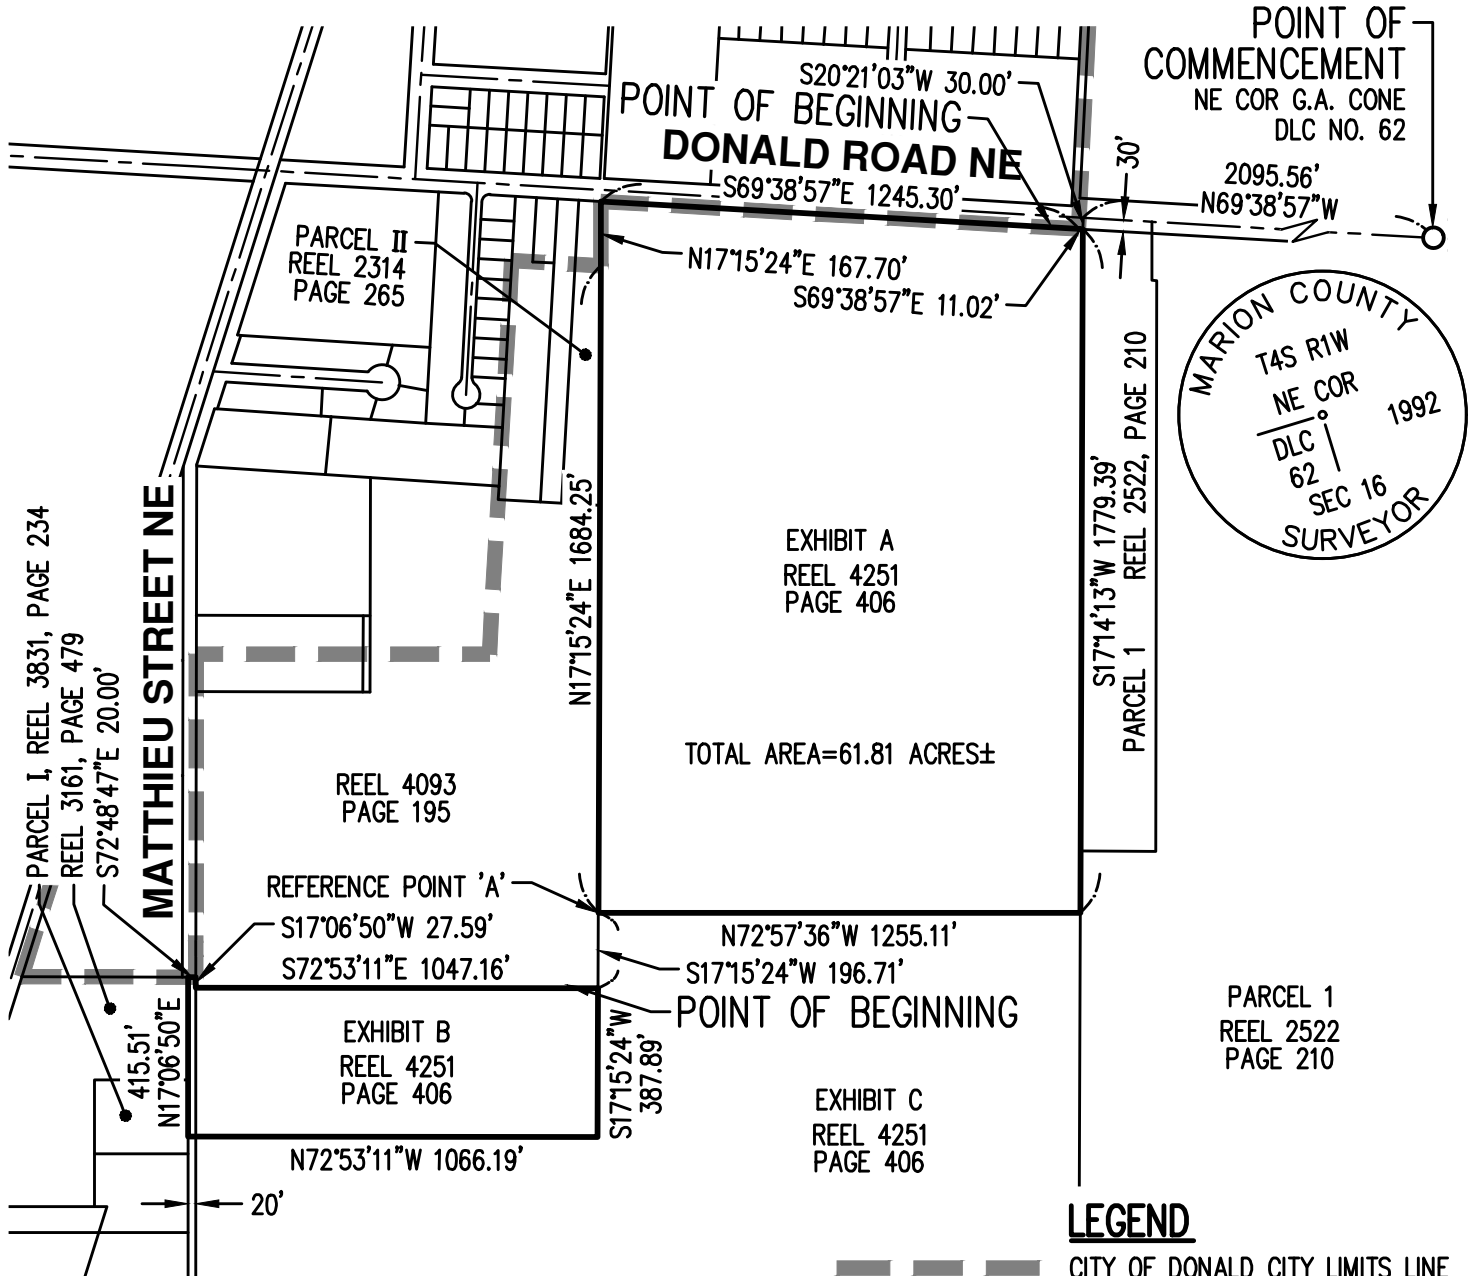 POINT OF
COMMENCEMENT
NE COR G.A. CONE
DLC NO. 62
S20°21'03"W 30.00'
POINT OF BEGINNING
DONALD ROAD NE
S69°38'57"E 1245.30'
30'
2095.56'
N69°38'57"W
PARCEL II
REEL 2314
PAGE 265
N17°15'24"E 167.70'
S69°38'57"E 11.02'
MARION COUNTY
T4S R1W
NE COR
1992
DLC
62
SEC 16
SURVEYOR
EXHIBIT A
REEL 4251
PAGE 406
N17°15'24"E 1684.25'
S17°14'13"W 1779.39'
PARCEL 1 REEL 2522, PAGE 210
TOTAL AREA=61.81 ACRES±
MATTHIEU STREET NE
PARCEL I, REEL 3831, PAGE 234
REEL 3161, PAGE 479
S72°48'47"E 20.00'
REEL 4093
PAGE 195
REFERENCE POINT 'A'
S17°06'50"W 27.59'
S72°53'11"E 1047.16'
N72°57'36"W 1255.11'
S17°15'24"W 196.71'
POINT OF BEGINNING
415.51'
N17°06'50"E
EXHIBIT B
REEL 4251
PAGE 406
S17°15'24"W
387.89'
N72°53'11"W 1066.19'
20'
EXHIBIT C
REEL 4251
PAGE 406
PARCEL 1
REEL 2522
PAGE 210
LEGEND
CITY OF DONALD CITY LIMITS LINE